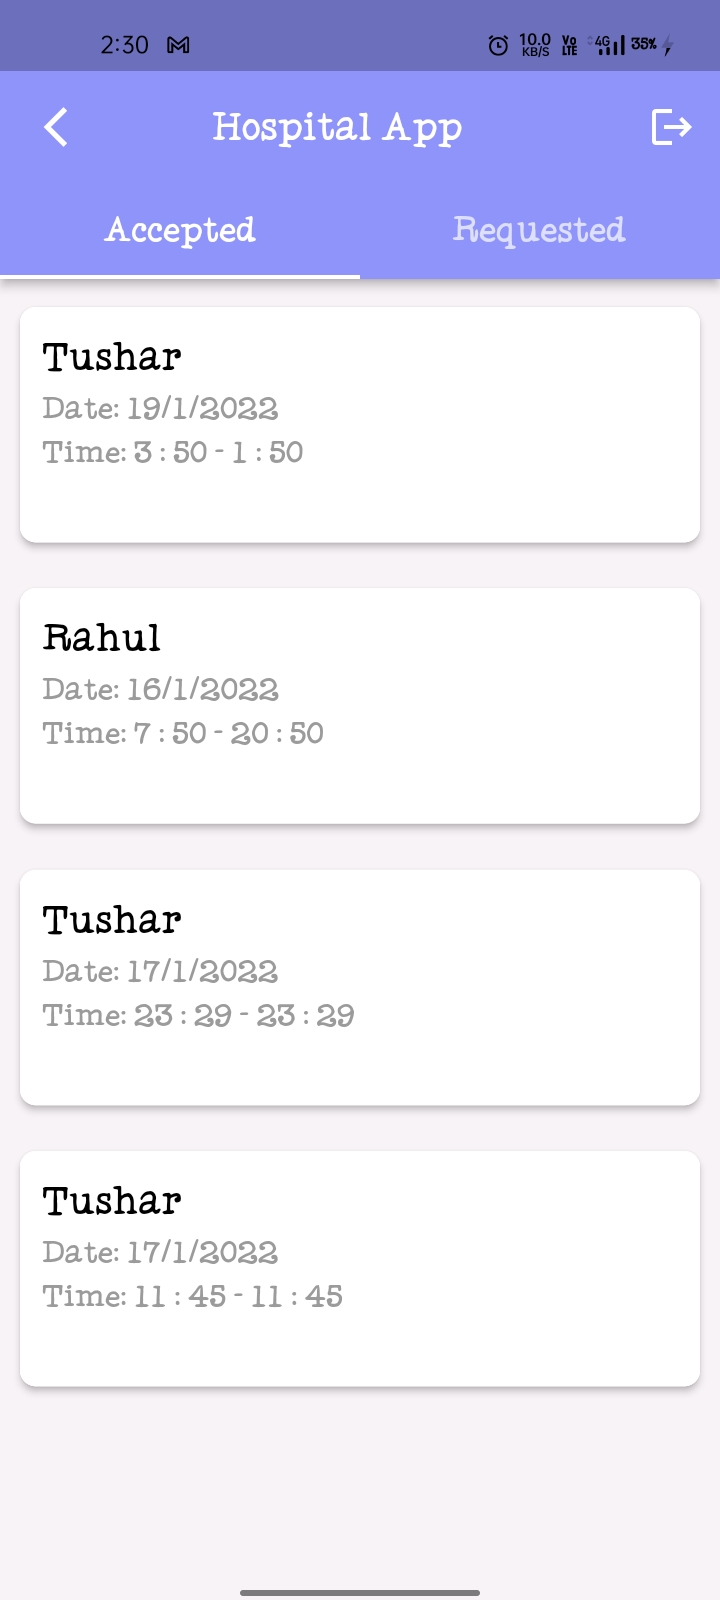 2:30
10.0 KB/S Vo LTE 4G 35%
Hospital App
Accepted Requested
Tushar
Date: 19/1/2022
Time: 3 : 50 - 1 : 50
Rahul
Date: 16/1/2022
Time: 7 : 50 - 20 : 50
Tushar
Date: 17/1/2022
Time: 23 : 29 - 23 : 29
Tushar
Date: 17/1/2022
Time: 11 : 45 - 11 : 45